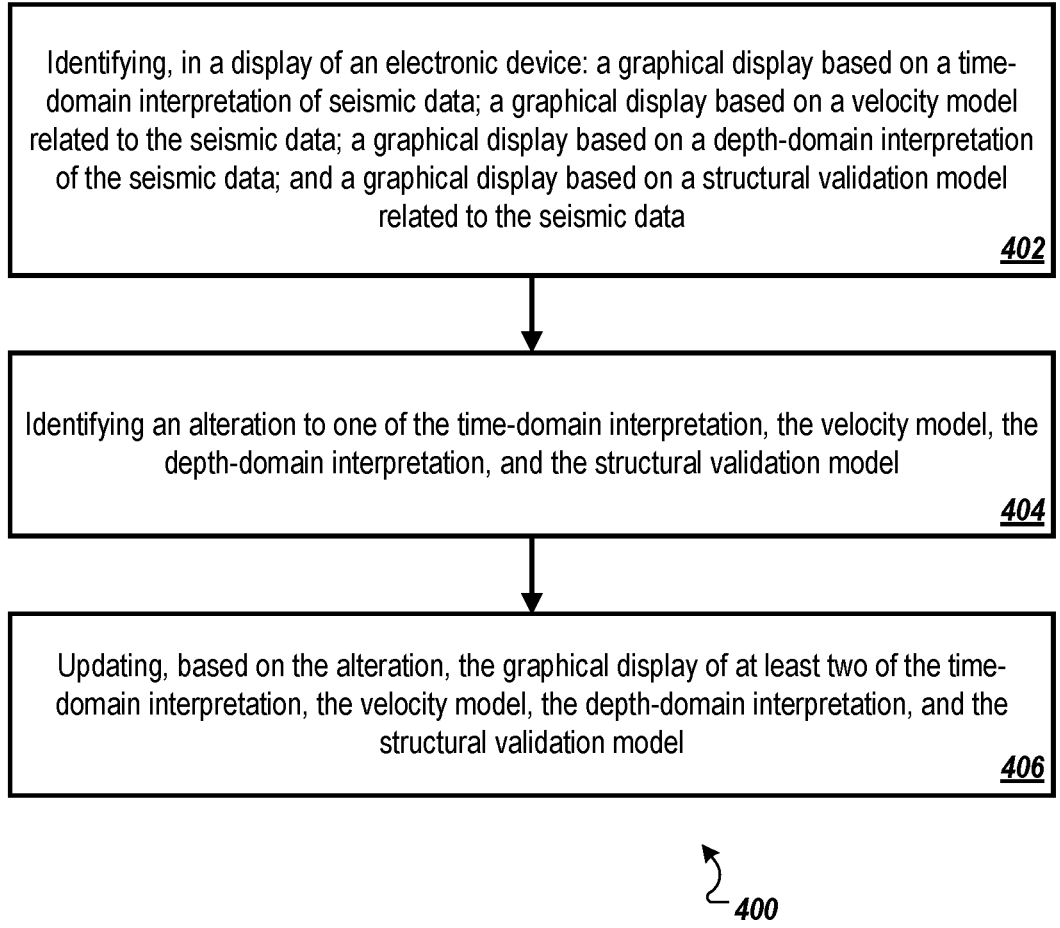 Identifying, in a display of an electronic device: a graphical display based on a time-
domain interpretation of seismic data; a graphical display based on a velocity model
related to the seismic data; a graphical display based on a depth-domain interpretation
of the seismic data; and a graphical display based on a structural validation model
related to the seismic data
402
Identifying an alteration to one of the time-domain interpretation, the velocity model, the
depth-domain interpretation, and the structural validation model
404
Updating, based on the alteration, the graphical display of at least two of the time-
domain interpretation, the velocity model, the depth-domain interpretation, and the
structural validation model
406
400